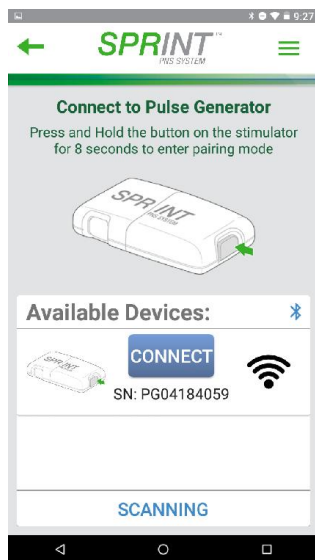 9:27
SPRINT™
PNS SYSTEM
Connect to Pulse Generator
Press and Hold the button on the stimulator
for 8 seconds to enter pairing mode
SPRINT
PNS SYSTEM
Available Devices:
SPRINT
CONNECT
SN: PG04184059
SCANNING